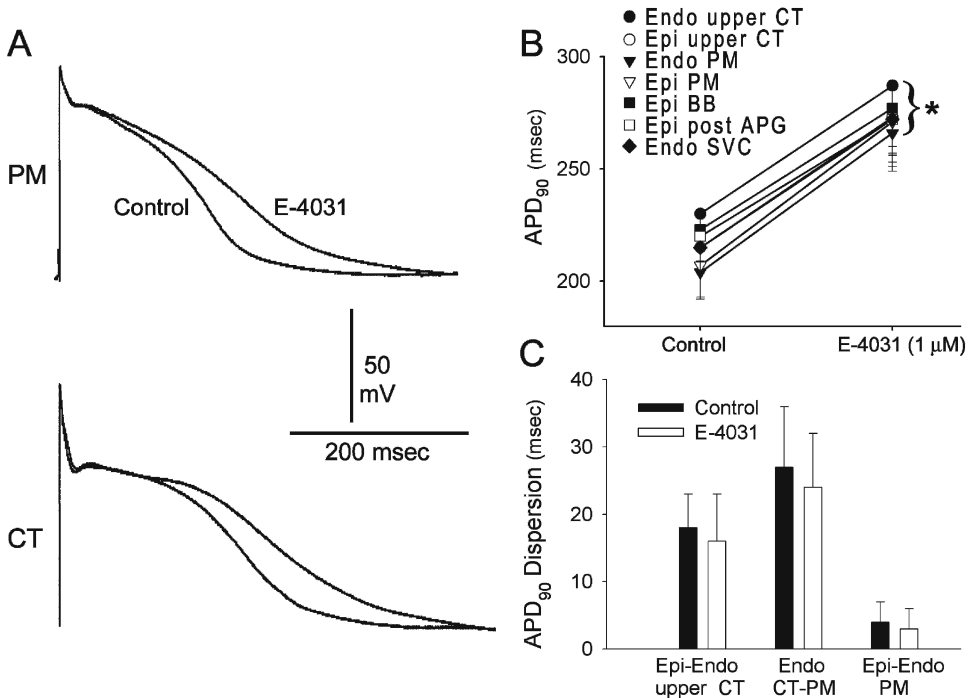 A
PM
Control
E-4031
50
mV
200 msec
CT
B
Endo upper CT
Epi upper CT
Endo PM
Epi PM
Epi BB
Epi post APG
Endo SVC
*
APD90 (msec)
300
250
200
Control
E-4031 (1 μM)
C
Control
E-4031
APD90 Dispersion (msec)
40
30
20
10
0
Epi-Endo
upper CT
Endo
CT-PM
Epi-Endo
PM